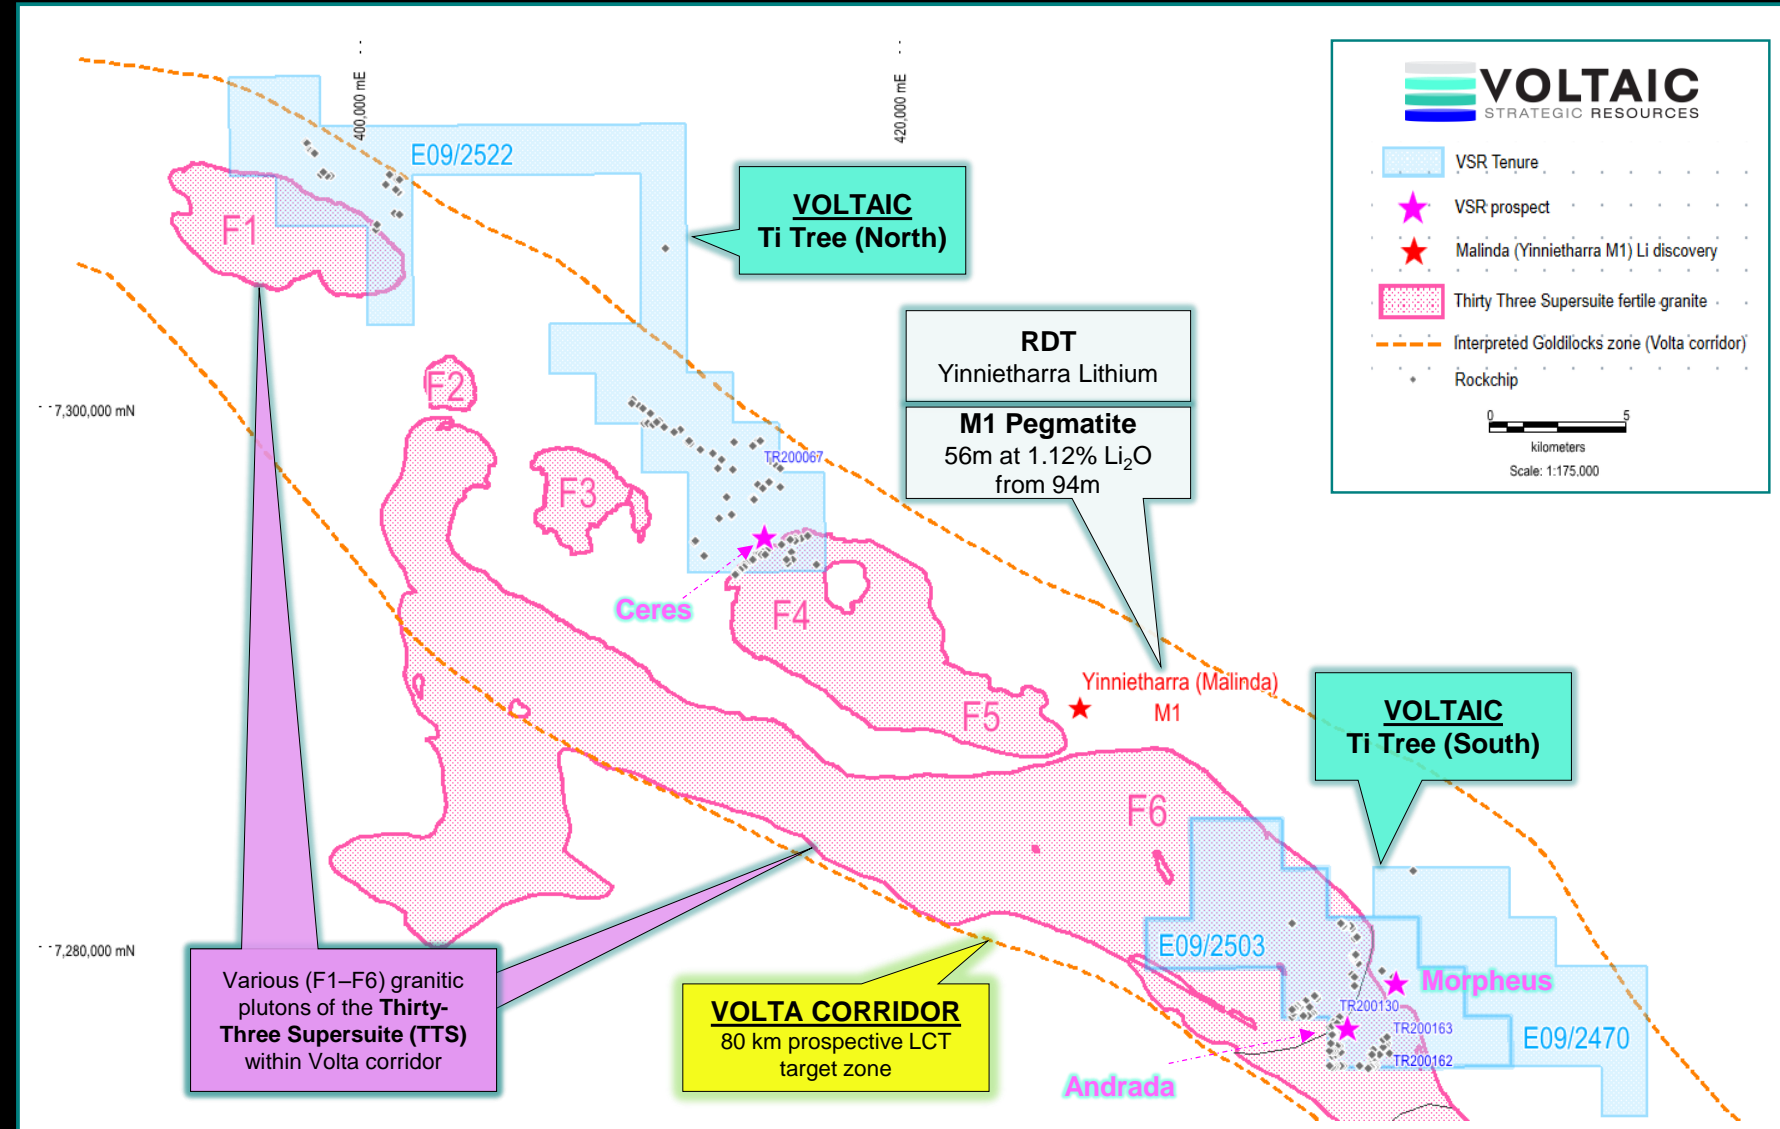 400,000 mE
420,000 mE
7,300,000 mN
7,280,000 mN
E09/2522
F1
F2
F3
F4
F5
F6
VOLTAIC
Ti Tree (North)
RDT
Yinnietharra Lithium
M1 Pegmatite
56m at 1.12% Li₂O
from 94m
TR200067
Ceres
Yinnietharra (Malinda)
M1
VOLTAIC
Ti Tree (South)
E09/2503
Morpheus
TR200130
TR200163
TR200162
E09/2470
Andrada
Various (F1–F6) granitic
plutons of the Thirty-
Three Supersuite (TTS)
within Volta corridor
VOLTA CORRIDOR
80 km prospective LCT
target zone
VOLTAIC
STRATEGIC RESOURCES
VSR Tenure
VSR prospect
Malinda (Yinnietharra M1) Li discovery
Thirty Three Supersuite fertile granite
Interpreted Goldilocks zone (Volta corridor)
Rockchip
0 5
kilometers
Scale: 1:175,000